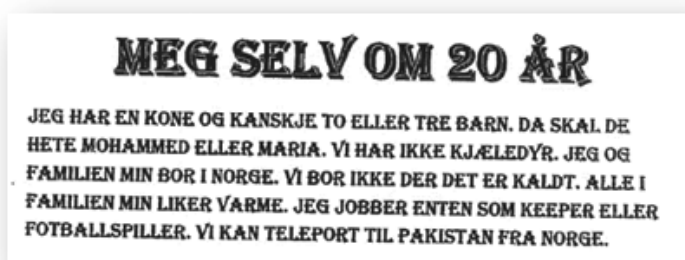 MEG SELV OM 20 ÅR
JEG HAR EN KONE OG KANSKJE TO ELLER TRE BARN. DA SKAL DE
HETE MOHAMMED ELLER MARIA. VI HAR IKKE KJÆLEDYR. JEG OG
FAMILIEN MIN BOR I NORGE. VI BOR IKKE DER DET ER KALDT. ALLE I
FAMILIEN MIN LIKER VARME. JEG JOBBER ENTEN SOM KEEPER ELLER
FOTBALLSPILLER. VI KAN TELEPORT TIL PAKISTAN FRA NORGE.